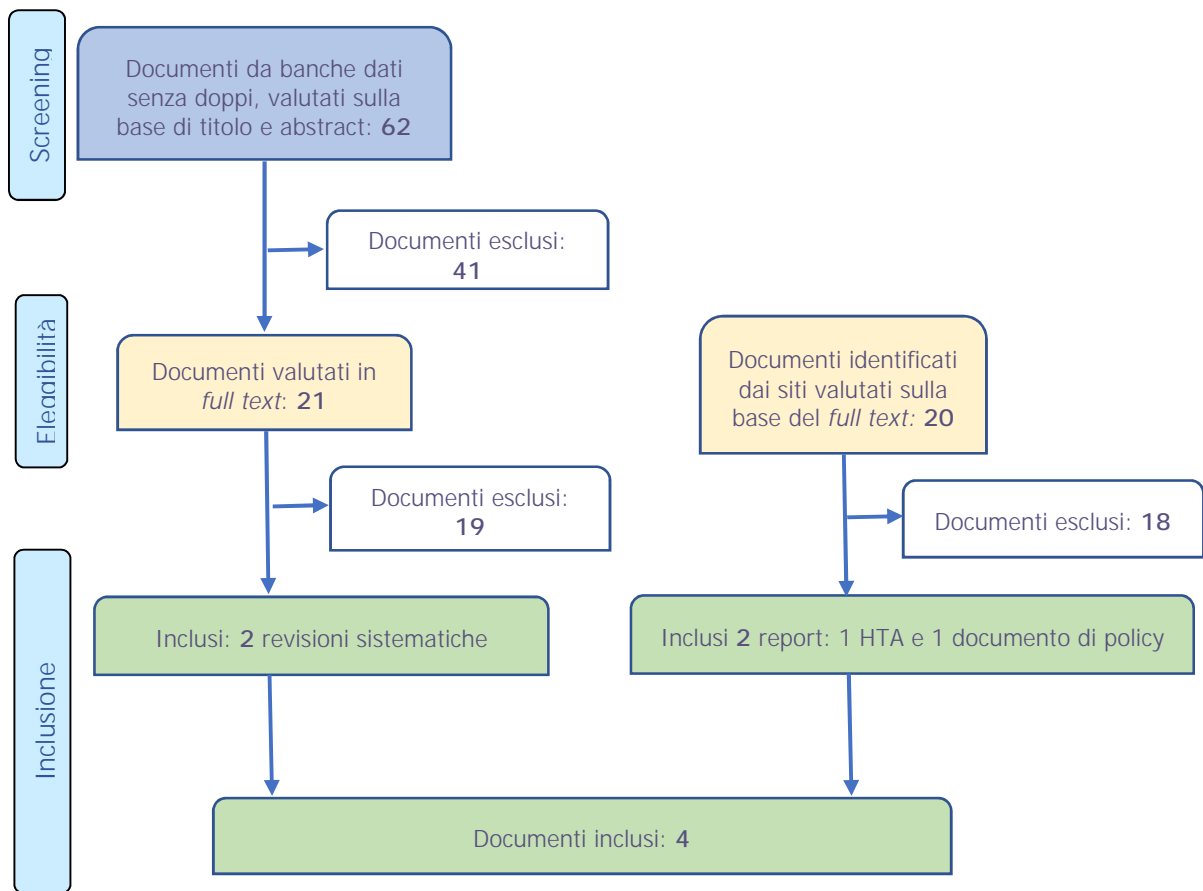 Screening
Documenti da banche dati
senza doppi, valutati sulla
base di titolo e abstract: 62
Documenti esclusi:
41
Eleggibilità
Documenti valutati in
full text: 21
Documenti identificati
dai siti valutati sulla
base del full text: 20
Documenti esclusi:
19
Documenti esclusi: 18
Inclusione
Inclusi: 2 revisioni sistematiche
Inclusi 2 report: 1 HTA e 1 documento di policy
Documenti inclusi: 4